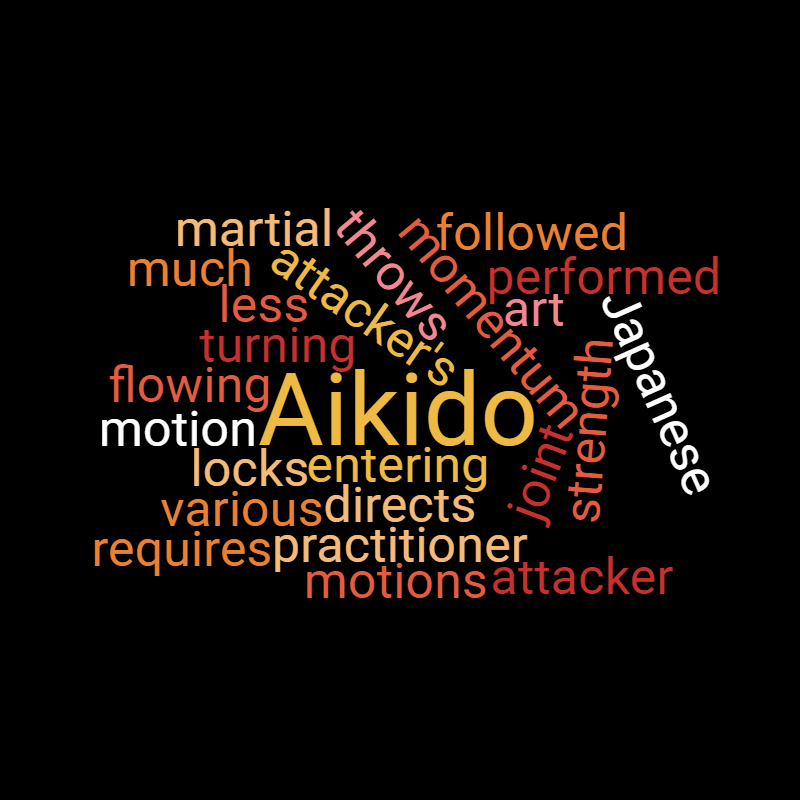 martial
throws
momentum
followed
much
attacker's
performed
less
art
Japanese
turning
flowing
Aikido
strength
motion
locks
entering
joint
various
directs
requires
practitioner
motions
attacker